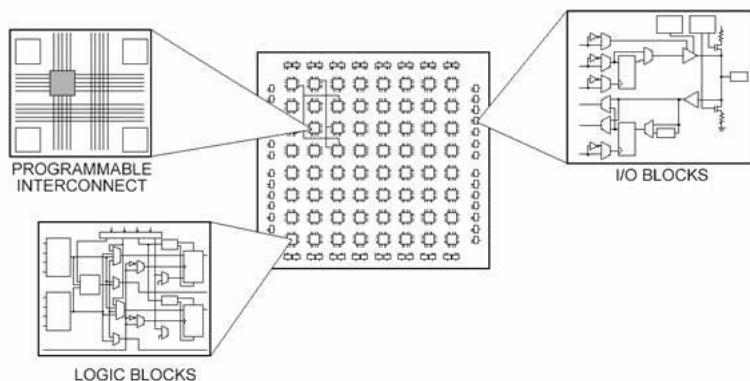 PROGRAMMABLE
INTERCONNECT
I/O BLOCKS
LOGIC BLOCKS